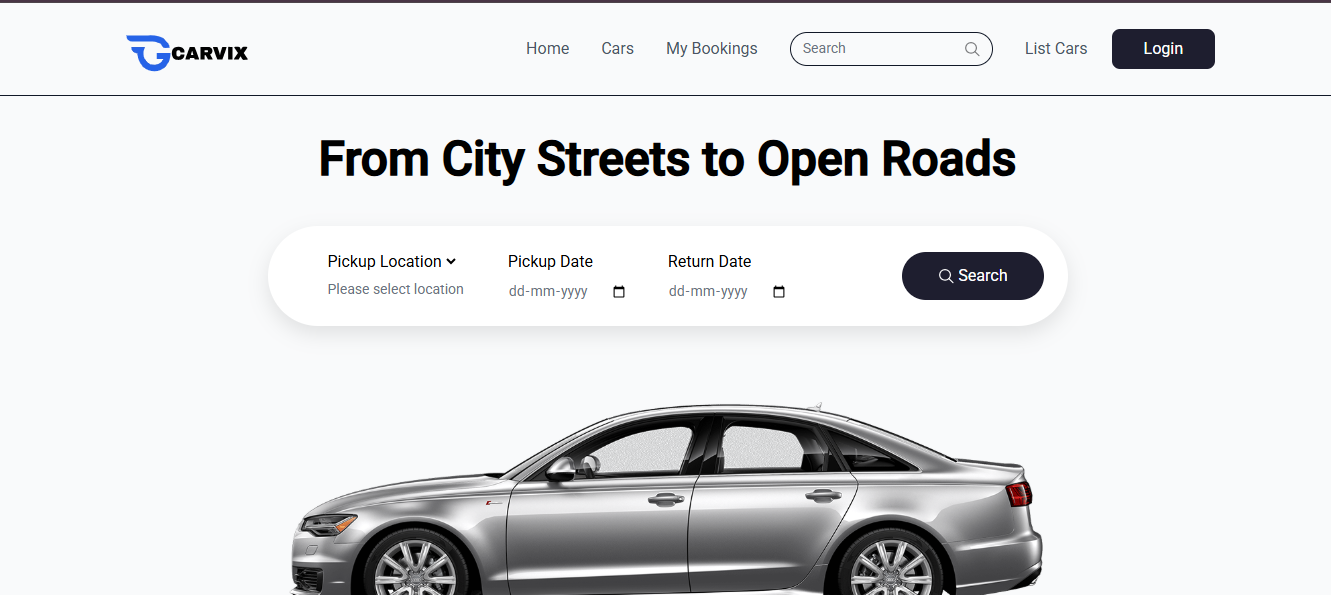 CARVIX
Home Cars My Bookings Search List Cars Login
From City Streets to Open Roads
Pickup Location Pickup Date Return Date
Please select location dd-mm-yyyy dd-mm-yyyy
Search